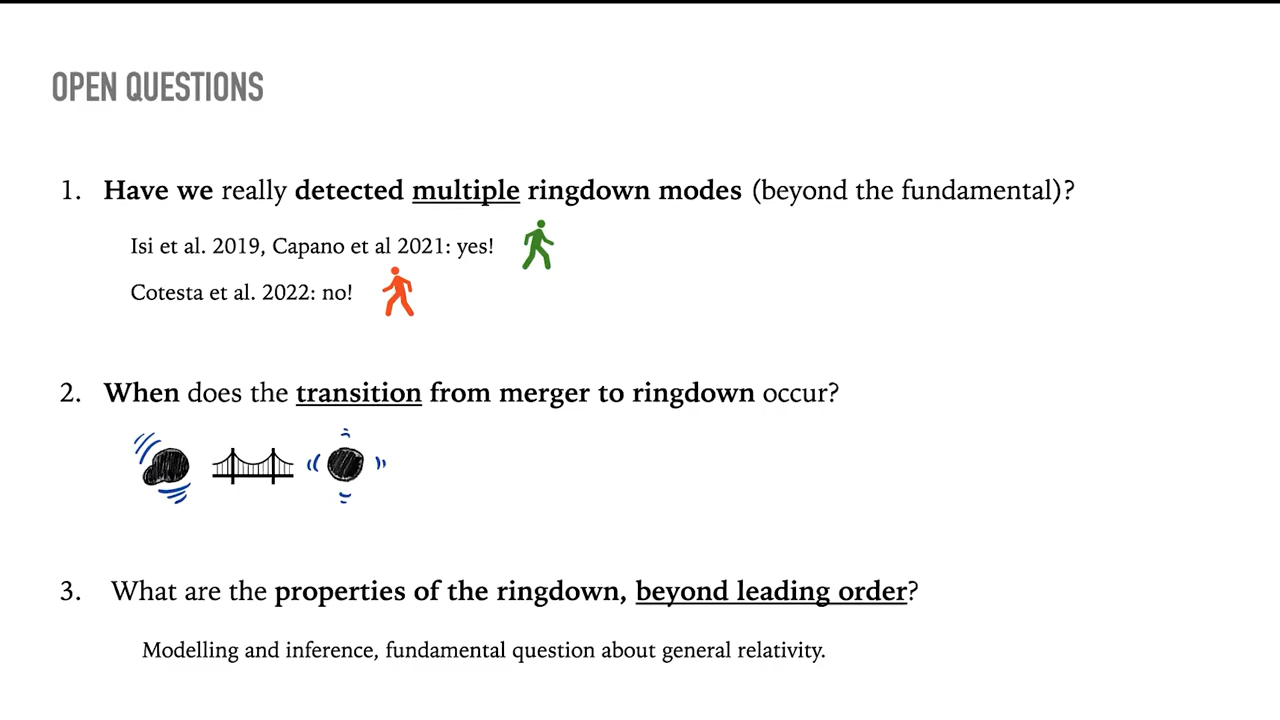 OPEN QUESTIONS
1. Have we really detected multiple ringdown modes (beyond the fundamental)?
Isi et al. 2019, Capano et al 2021: yes!
Cotesta et al. 2022: no!
2. When does the transition from merger to ringdown occur?
3. What are the properties of the ringdown, beyond leading order?
Modelling and inference, fundamental question about general relativity.